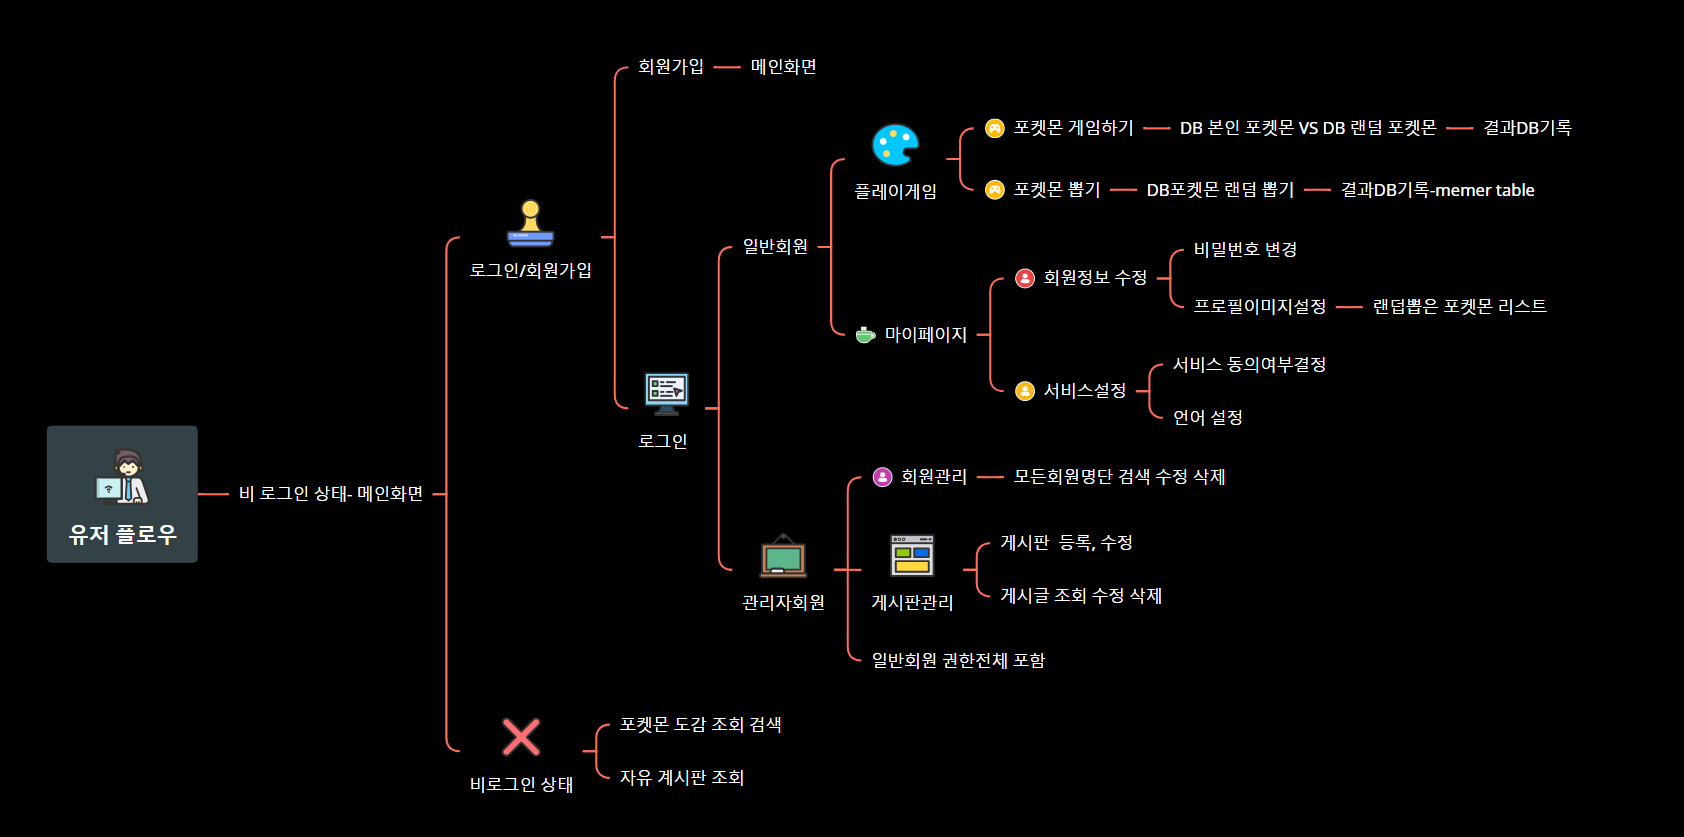 회원가입
메인화면
포켓몬 게임하기
DB 본인 포켓몬 VS DB 랜덤 포켓몬
결과DB기록
플레이게임
포켓몬 뽑기
DB포켓몬 랜덤 뽑기
결과DB기록-memer table
일반회원
비밀번호 변경
로그인/회원가입
회원정보 수정
프로필이미지설정
랜덥뽑은 포켓몬 리스트
마이페이지
서비스 동의여부결정
서비스설정
언어 설정
로그인
회원관리
모든회원명단 검색 수정 삭제
비 로그인 상태- 메인화면
유저 플로우
게시판  등록, 수정
관리자회원
게시판관리
게시글 조회 수정 삭제
일반회원 권한전체 포함
포켓몬 도감 조회 검색
비로그인 상태
자유 계시판 조회